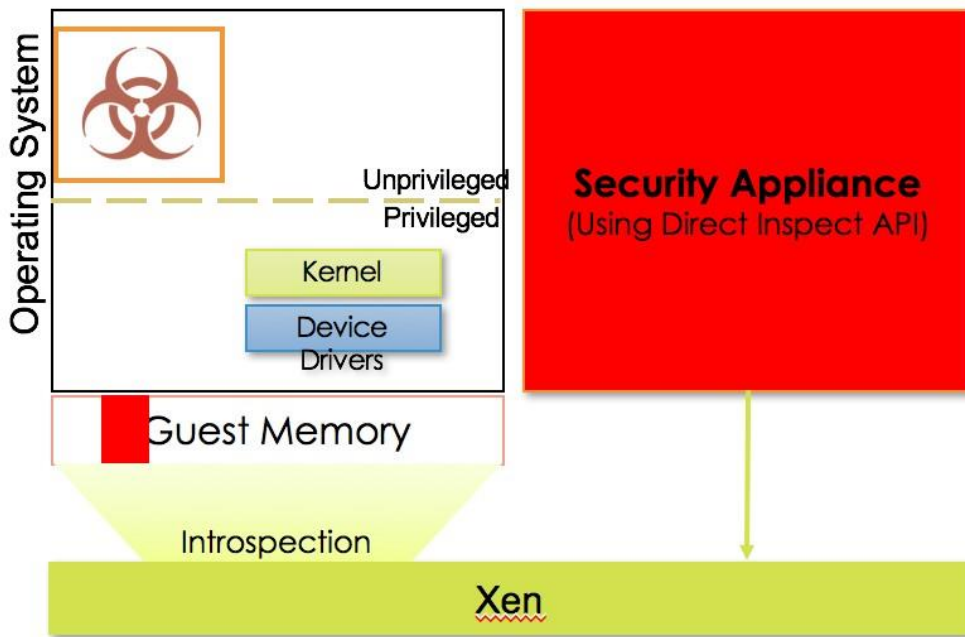 Operating System
Unprivileged
Privileged
Kernel
Device
Drivers
Security Appliance
(Using Direct Inspect API)
Guest Memory
Introspection
Xen